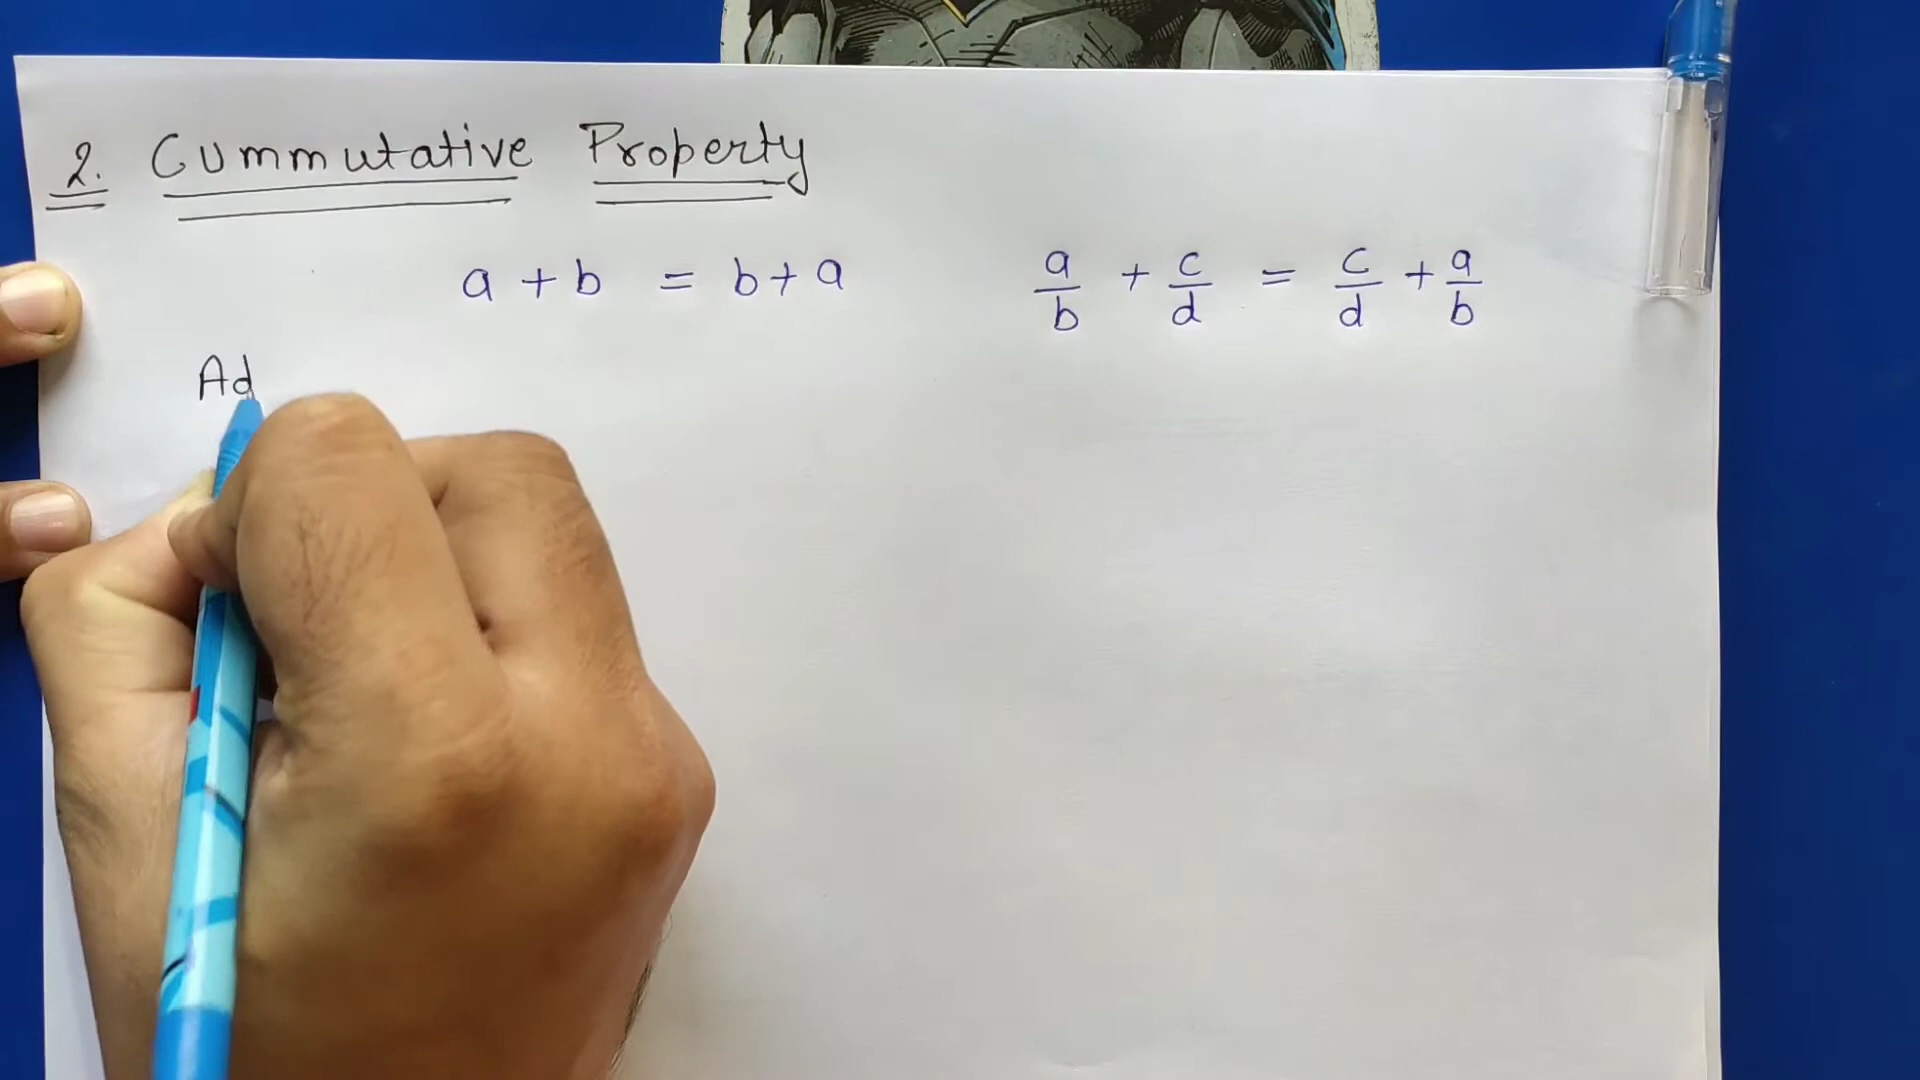 2. Cummutative Property
a + b = b + a    a/b + c/d = c/d + a/b
Ad